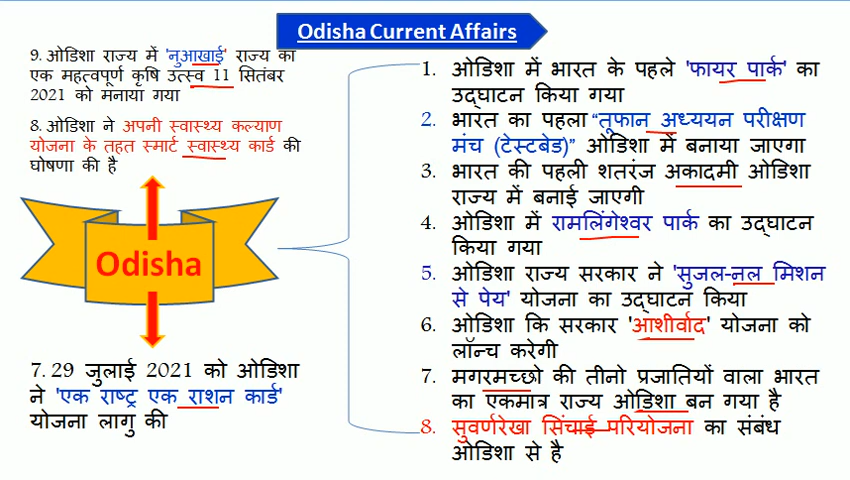 Odisha Current Affairs
9. ओडिशा राज्य में 'नुआखाई' राज्य का
एक महत्वपूर्ण कृषि उत्स्व 11 सितंबर
2021 को मनाया गया
8. ओडिशा ने अपनी स्वास्थ्य कल्याण
योजना के तहत स्मार्ट स्वास्थ्य कार्ड की
घोषणा की है
Odisha
7. 29 जुलाई 2021 को ओडिशा
ने 'एक राष्ट्र एक राशन कार्ड'
योजना लागु की
1. ओडिशा में भारत के पहले 'फायर पार्क' का
उद्घाटन किया गया
2. भारत का पहला “तूफान अध्ययन परीक्षण
मंच (टेस्टबेड)” ओडिशा में बनाया जाएगा
3. भारत की पहली शतरंज अकादमी ओडिशा
राज्य में बनाई जाएगी
4. ओडिशा में रामलिंगेश्वर पार्क का उद्घाटन
किया गया
5. ओडिशा राज्य सरकार ने 'सुजल-नल मिशन
से पेय' योजना का उद्घाटन किया
6. ओडिशा कि सरकार 'आशीर्वाद' योजना को
लॉन्च करेगी
7. मगरमच्छो की तीनो प्रजातियों वाला भारत
का एकमात्र राज्य ओडिशा बन गया है
8. सुवर्णरेखा सिंचाई परियोजना का संबंध
ओडिशा से है